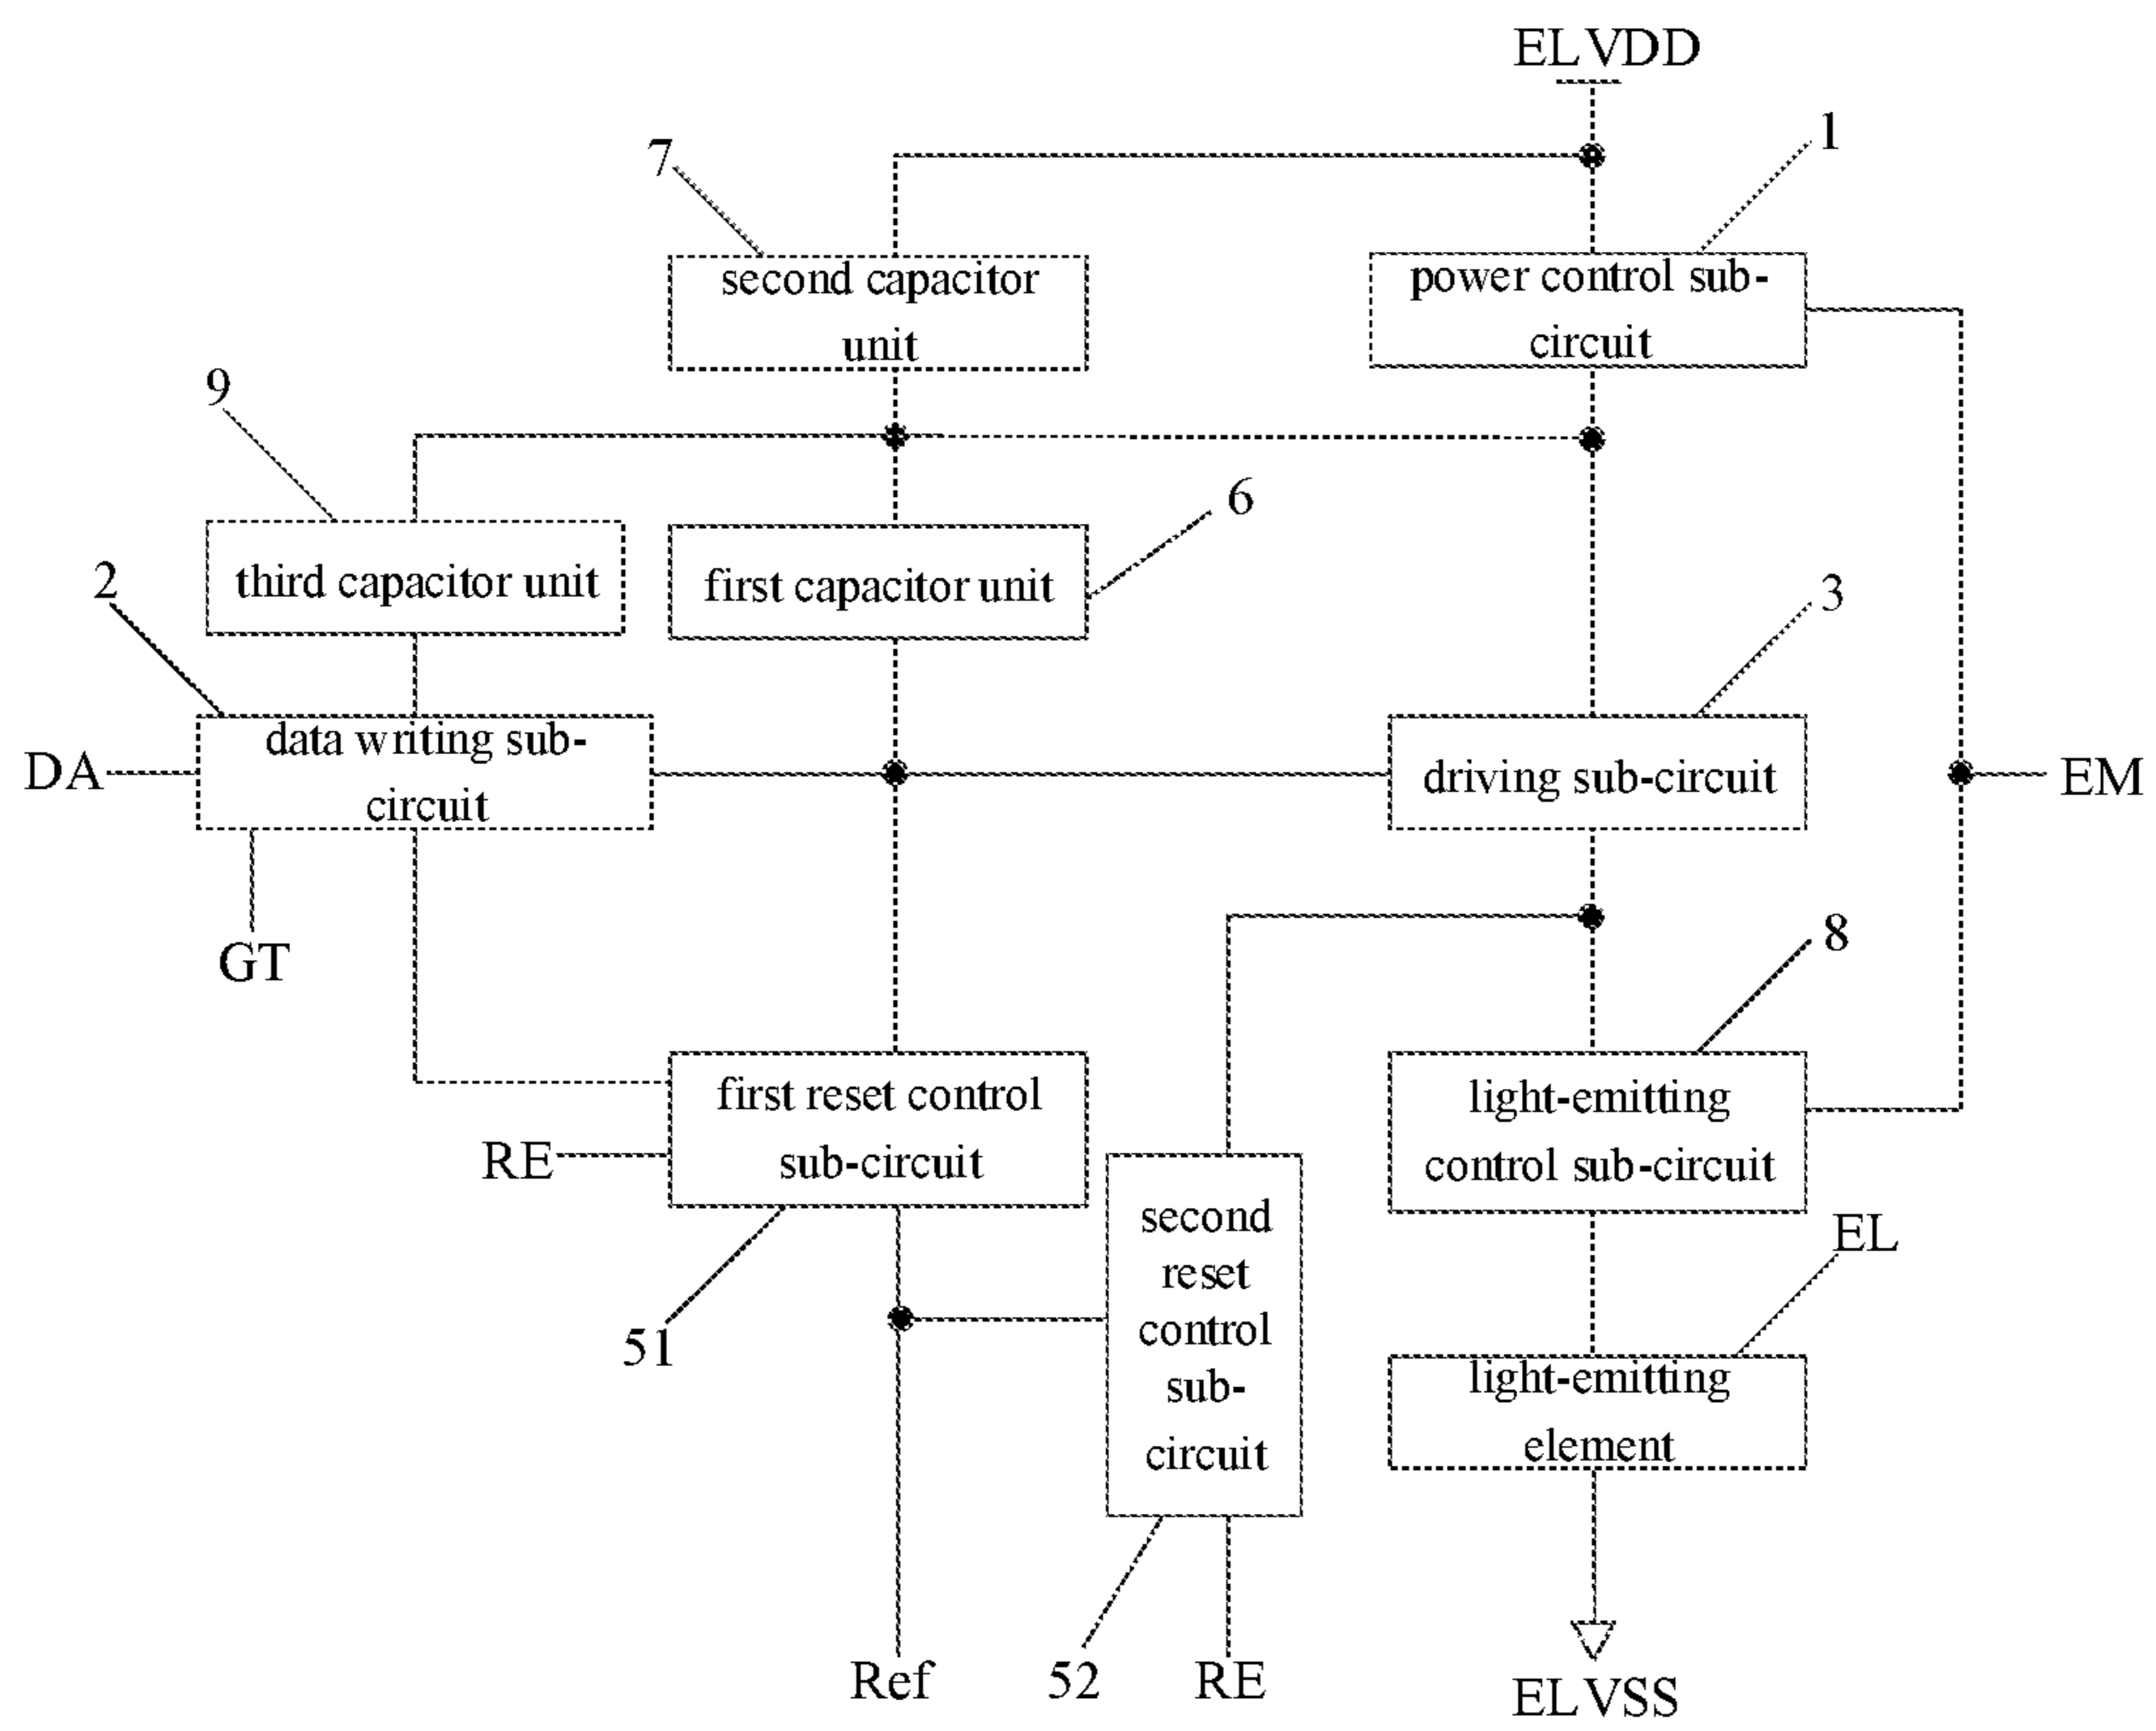 ELVDD
1
7
second capacitor
unit
power control sub-
circuit
9
6
third capacitor unit
first capacitor unit
2
3
data writing sub-
circuit
DA
driving sub-circuit
EM
GT
8
first reset control
sub-circuit
RE
light-emitting
control sub-circuit
second
reset
control
sub-
circuit
EL
51
light-emitting
element
Ref
52
RE
ELVSS